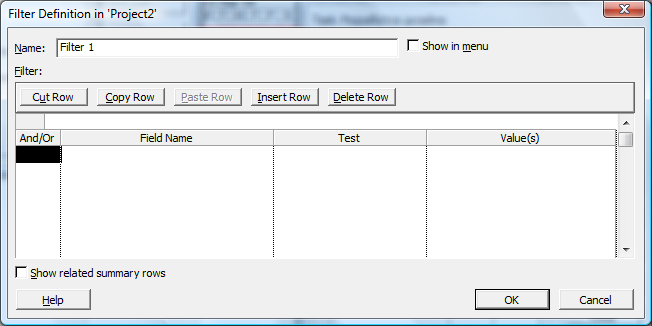 Filter Definition in 'Project2'
Name: Filter 1 Show in menu
Filter:
Cut Row Copy Row Paste Row Insert Row Delete Row
And/Or Field Name Test Value(s)
Show related summary rows
Help OK Cancel